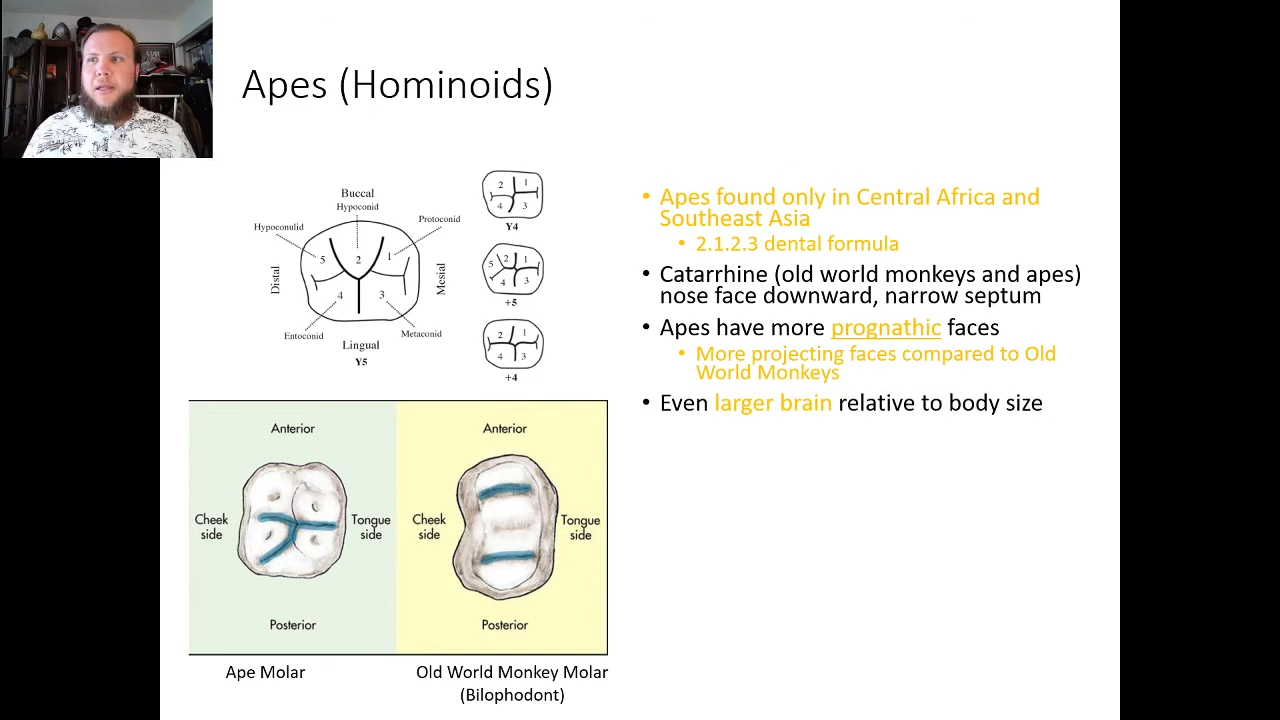 Apes (Hominoids)
Buccal
Hypoconid
Protoconid
Hypoconulid
5
2
1
Distal
Mesial
4
3
Entoconid
Metaconid
Lingual
Y5
2 1
4 3
Y4
5 2 1
4 3
+5
2 1
4 3
+4
• Apes found only in Central Africa and
Southeast Asia
• 2.1.2.3 dental formula
• Catarrhine (old world monkeys and apes)
nose face downward, narrow septum
• Apes have more prognathic faces
• More projecting faces compared to Old
World Monkeys
• Even larger brain relative to body size
Anterior
Cheek
side
Tongue
side
Posterior
Anterior
Cheek
side
Tongue
side
Posterior
Ape Molar
Old World Monkey Molar
(Bilophodont)